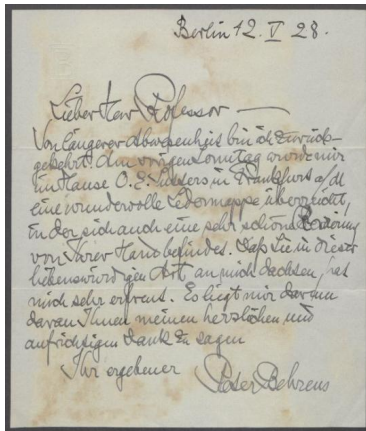 Berlin 12. V 28.
Lieber Herr Professor —
Von längerer Abwesenheit bin ich zurück-
gekehrt. Am vorigen Sonntag wurde mir
im Hause O. E. in Frankfurt a/M
eine wundervolle Ledermappe überreicht,
in der sich auch eine sehr schöne Radierung
von Ihrer Hand befindet. Daß Sie in dieser
liebenswürdigen Art an mich dachten, hat
mich sehr erfreut. Es liegt mir darum
daran Ihnen meinen herzlichen und
aufrichtigen Dank zu sagen
Ihr ergebener Peter Behrens